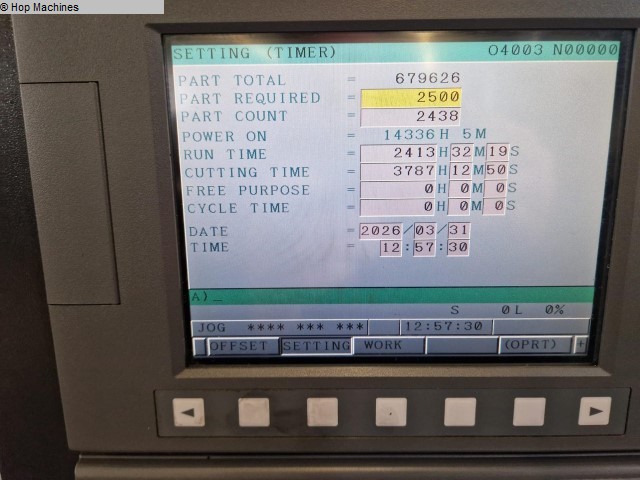 © Hop Machines
SETTING (TIMER) O4003 N00000
PART TOTAL = 679626
PART REQUIRED = 2500
PART COUNT = 2438
POWER ON = 14336H 5M
RUN TIME = 2413H32M19S
CUTTING TIME = 3787H12M50S
FREE PURPOSE = 0H 0M 0S
CYCLE TIME = 0H 0M 0S
DATE = 2026/03/31
TIME = 12:57:30
A)_
S 0L 0%
JOG **** *** *** 12:57:30
OFFSET SETTING WORK (OPRT) +